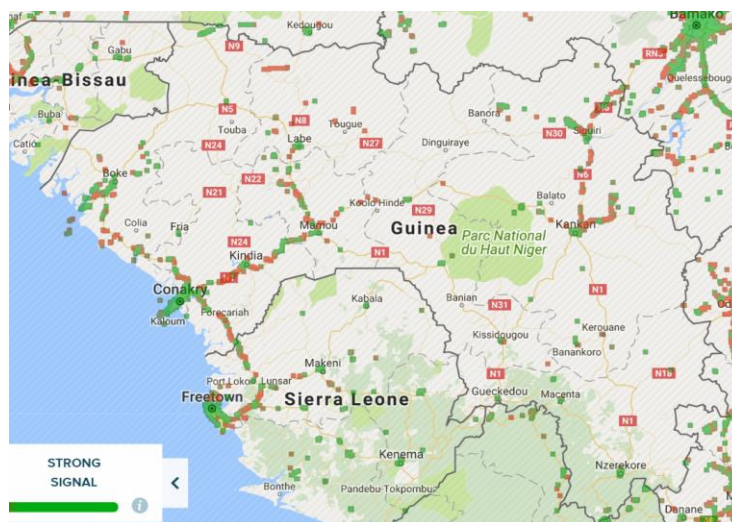 Kedougou
Bamako
N9
Gabu
RN5
inea-Bissau
Quelesseboug
N5
Banora
Buba
N8
Tougue
Touba
Labe
N30
Siguiri
Catio
N24
N27
Dinguiraye
Boke
N22
N6
N21
Balato
Koolo Hinde
N29
Colia
Fria
Mamou
Guinea
Kankan
N24
Parc National
du Haut Niger
Kindia
N1
N1
Conakry
N1
Kaloum
Forecariah
Kabala
Banian
N31
Kerouane
Kissidougou
Banankoro
Makeni
Port Loko
Lunsar
N1
N18
Freetown
Sierra Leone
Gueckedou
Macenta
N1
Kenema
STRONG
SIGNAL
Nzerekore
Bonthe
Pandebu-Tokpombu
Danane